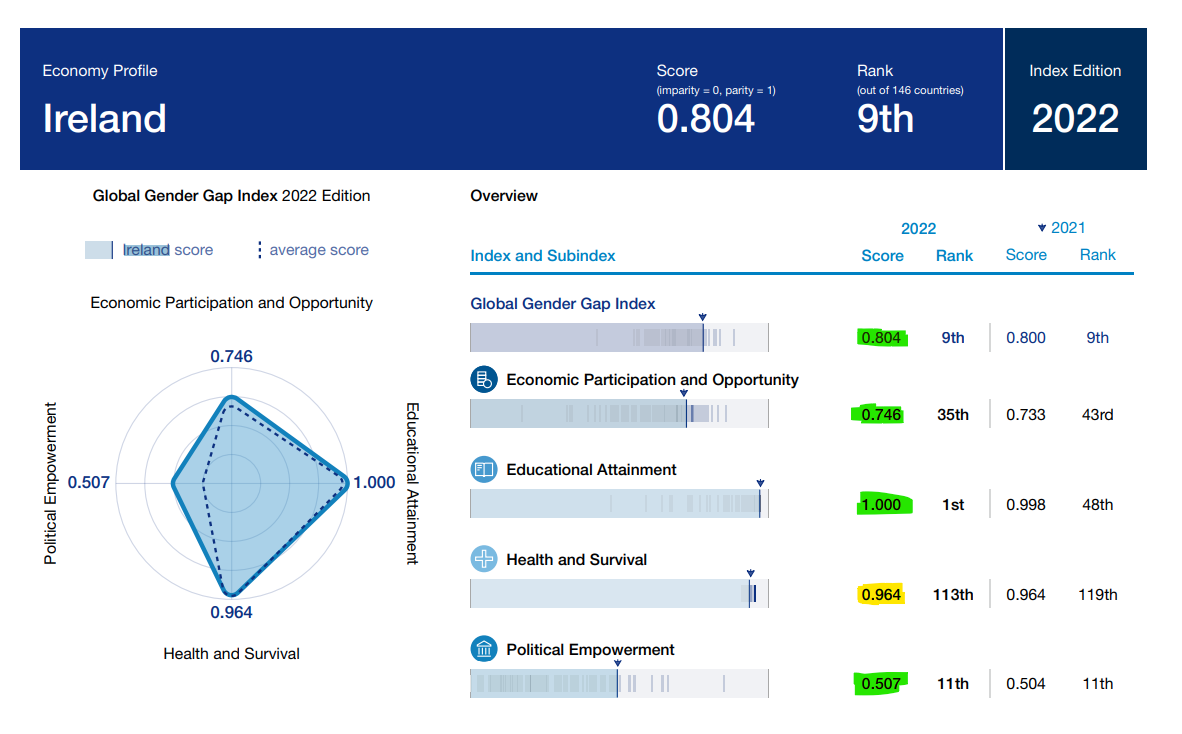 Economy Profile
Ireland
Score
(imparity = 0, parity = 1)
0.804
Rank
(out of 146 countries)
9th
Index Edition
2022
Global Gender Gap Index 2022 Edition
Ireland score
average score
Economic Participation and Opportunity
0.746
Political Empowerment
0.507
1.000
Educational Attainment
0.964
Health and Survival
Overview
2022 2021
Index and Subindex Score Rank Score Rank
Global Gender Gap Index
0.804 9th 0.800 9th
Economic Participation and Opportunity
0.746 35th 0.733 43rd
Educational Attainment
1.000 1st 0.998 48th
Health and Survival
0.964 113th 0.964 119th
Political Empowerment
0.507 11th 0.504 11th